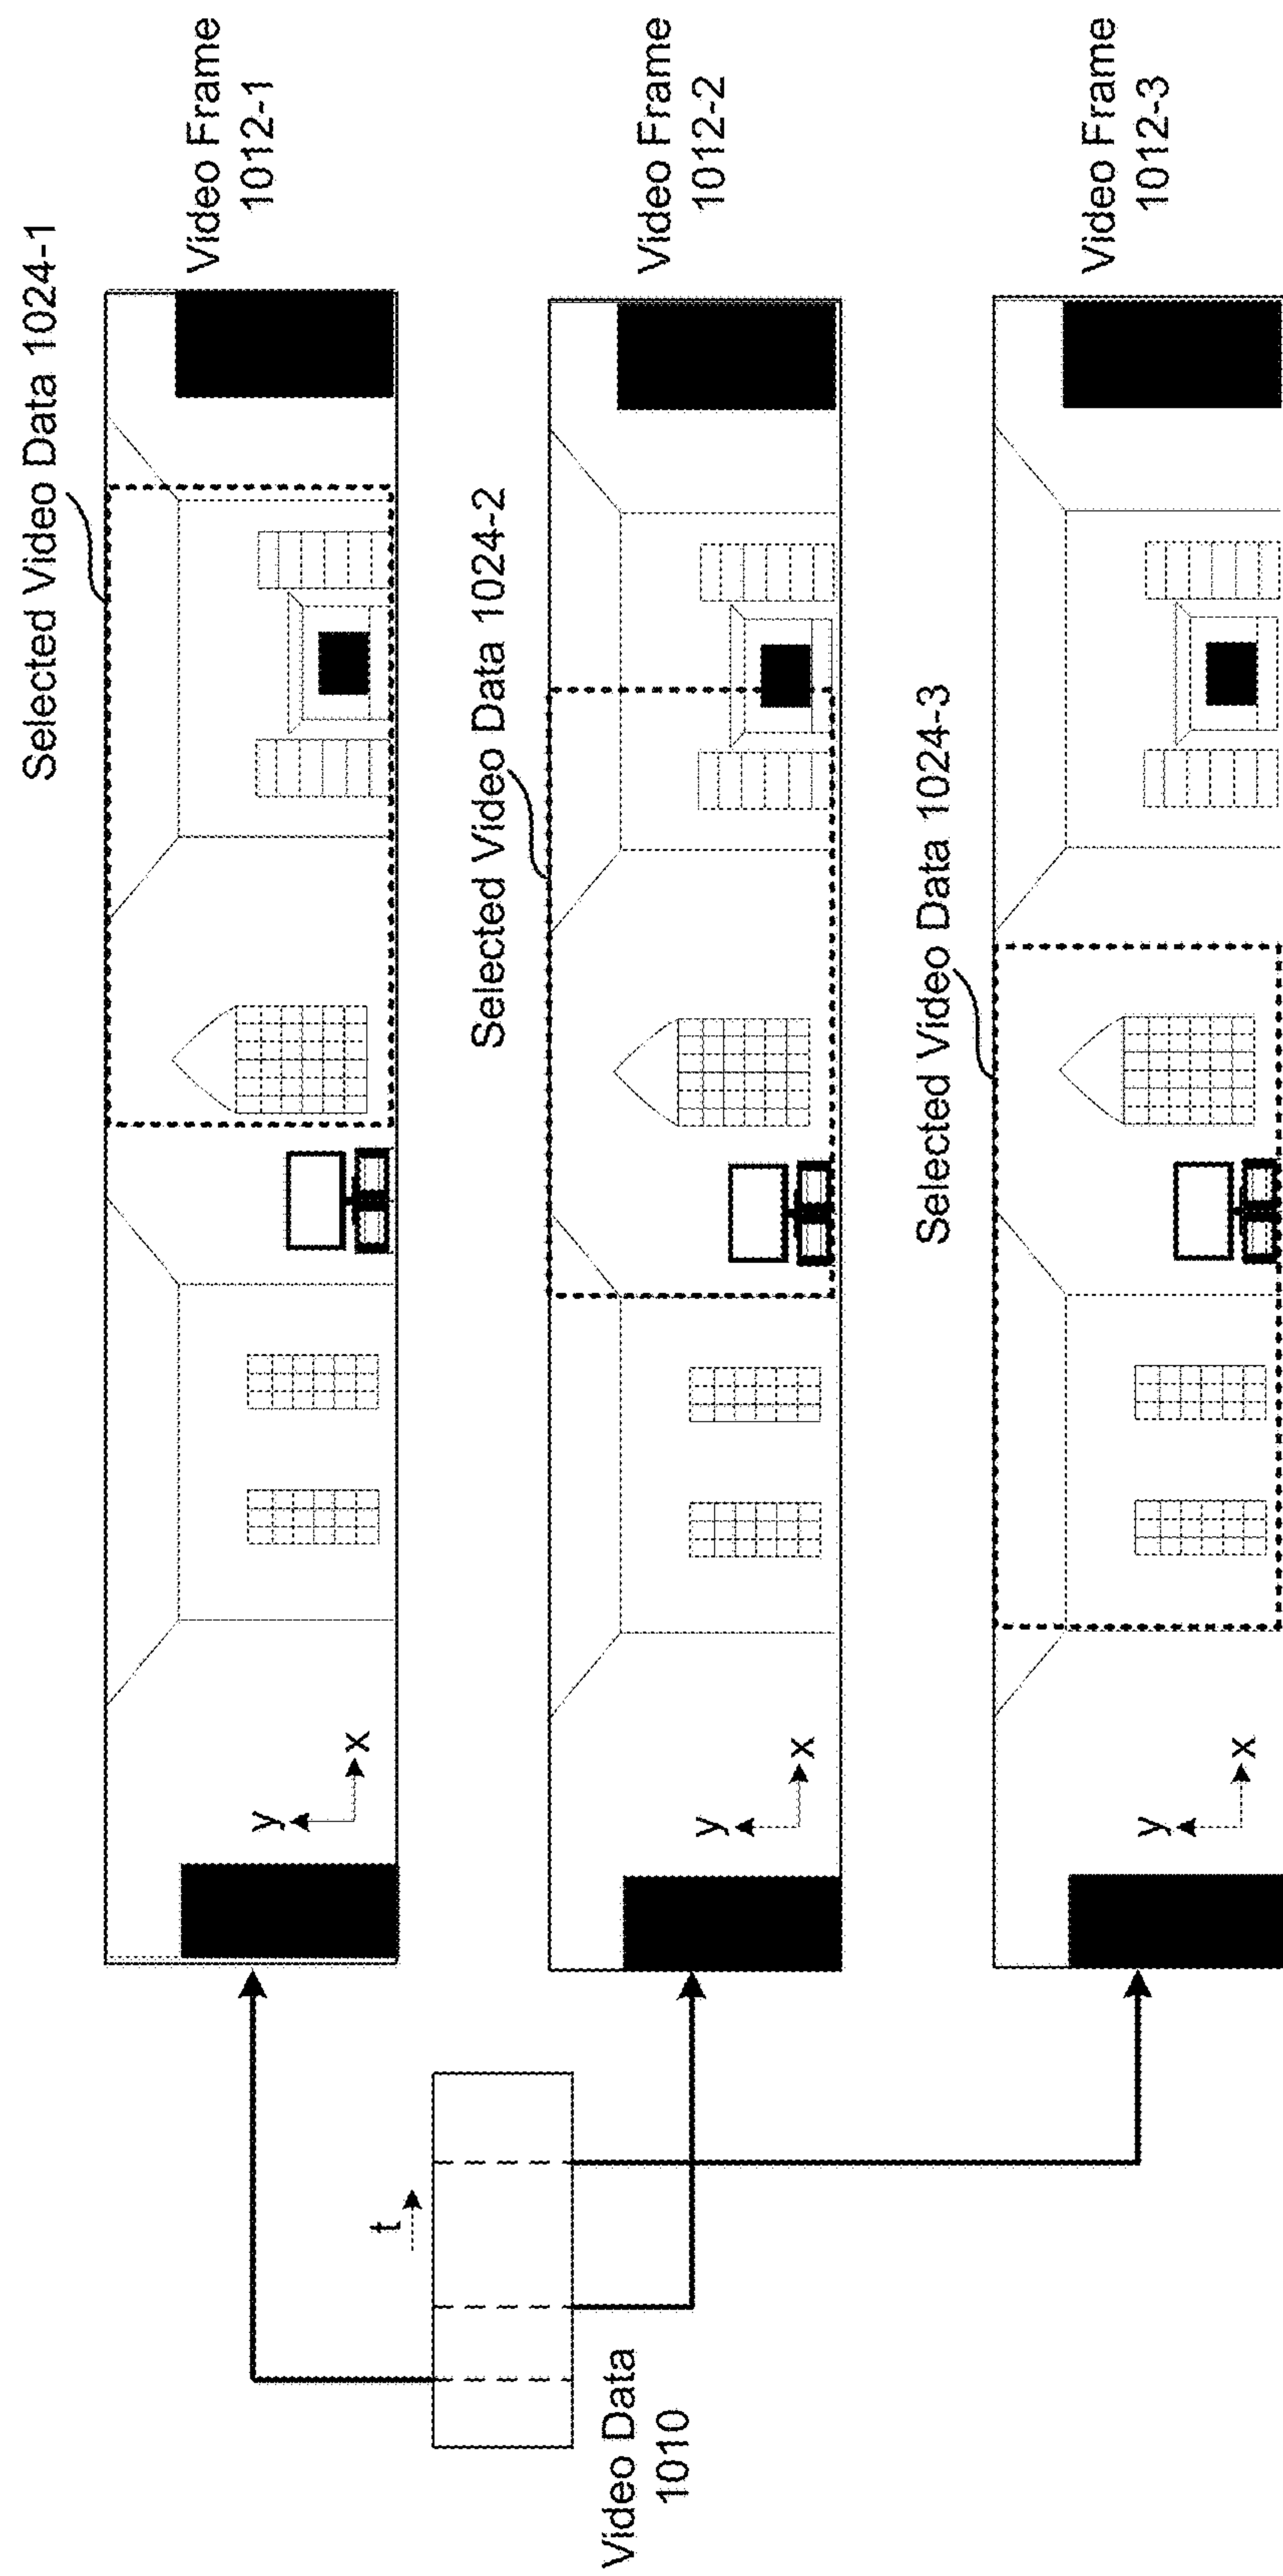 Selected Video Data 1024-1
Video Frame
1012-1
y
x
Selected Video Data 1024-2
Video Frame
1012-2
y
x
Selected Video Data 1024-3
Video Frame
1012-3
y
x
t
Video Data
1010